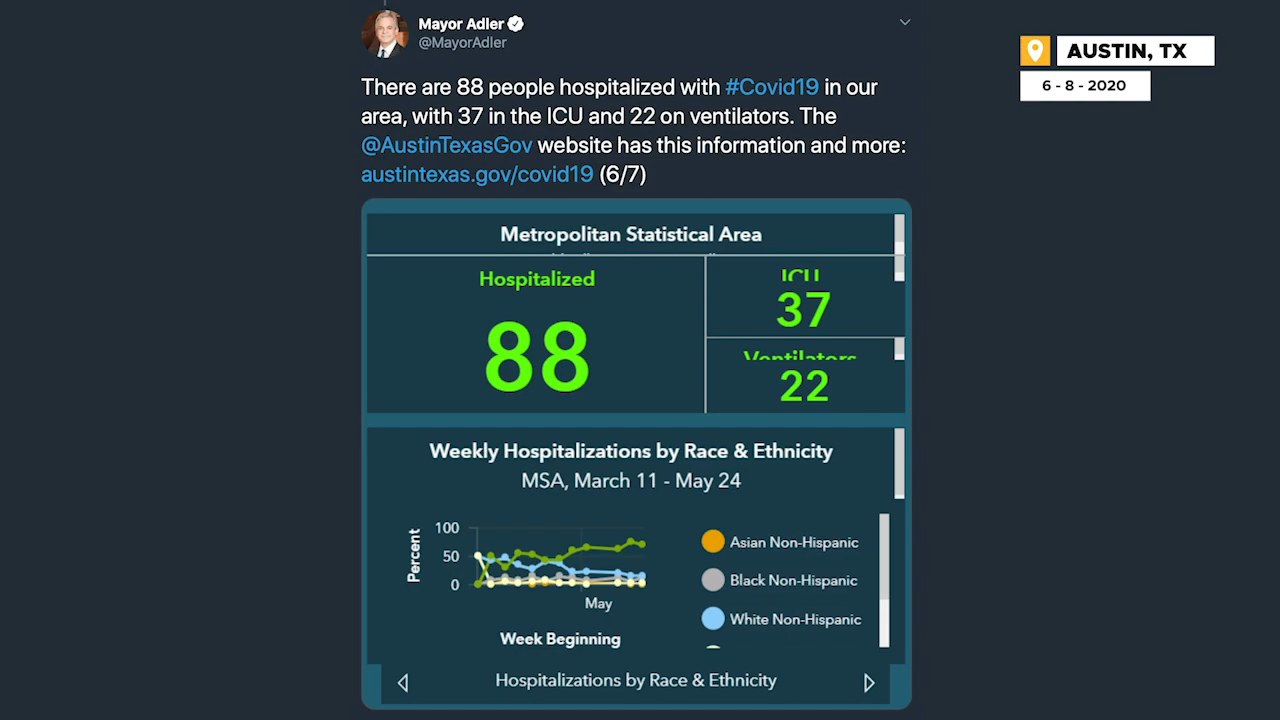 Mayor Adler
@MayorAdler
There are 88 people hospitalized with #Covid19 in our
area, with 37 in the ICU and 22 on ventilators. The
@AustinTexasGov website has this information and more:
austintexas.gov/covid19 (6/7)
AUSTIN, TX
6 - 8 - 2020
Metropolitan Statistical Area
Hospitalized
88
ICU
37
Ventilators
22
Weekly Hospitalizations by Race & Ethnicity
MSA, March 11 - May 24
Percent
100
50
0
May
Week Beginning
Asian Non-Hispanic
Black Non-Hispanic
White Non-Hispanic
Hospitalizations by Race & Ethnicity